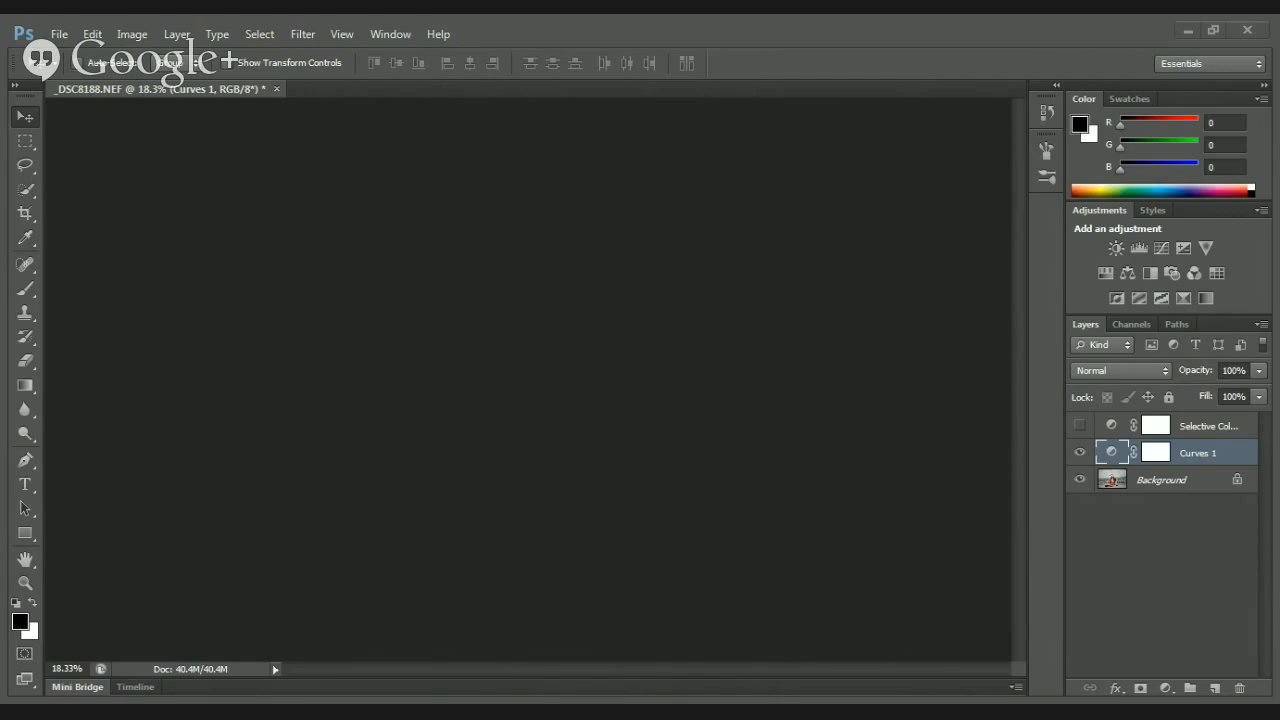 Ps File Edit Image Layer Type Select Filter View Window Help
Google+
Show Transform Controls
Essentials
_DSC8188.NEF @ 18.3% (Curves 1, RGB/8*) * ×
Color Swatches
R 0
G 0
B 0
Adjustments Styles
Add an adjustment
Layers Channels Paths
Kind
Normal Opacity: 100%
Lock: Fill: 100%
Selective Col...
Curves 1
Background
18.33% Doc: 40.4M/40.4M
Mini Bridge Timeline